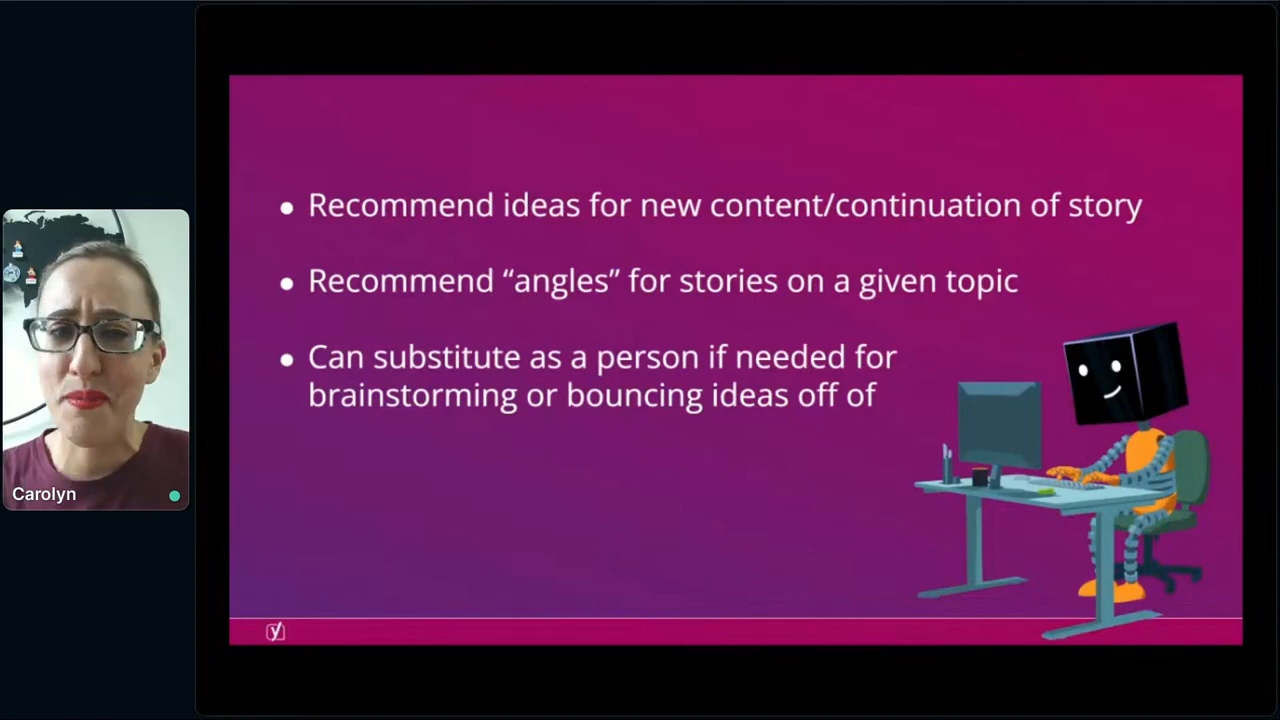 Recommend ideas for new content/continuation of story
Recommend “angles” for stories on a given topic
Can substitute as a person if needed for
brainstorming or bouncing ideas off of
Carolyn
y